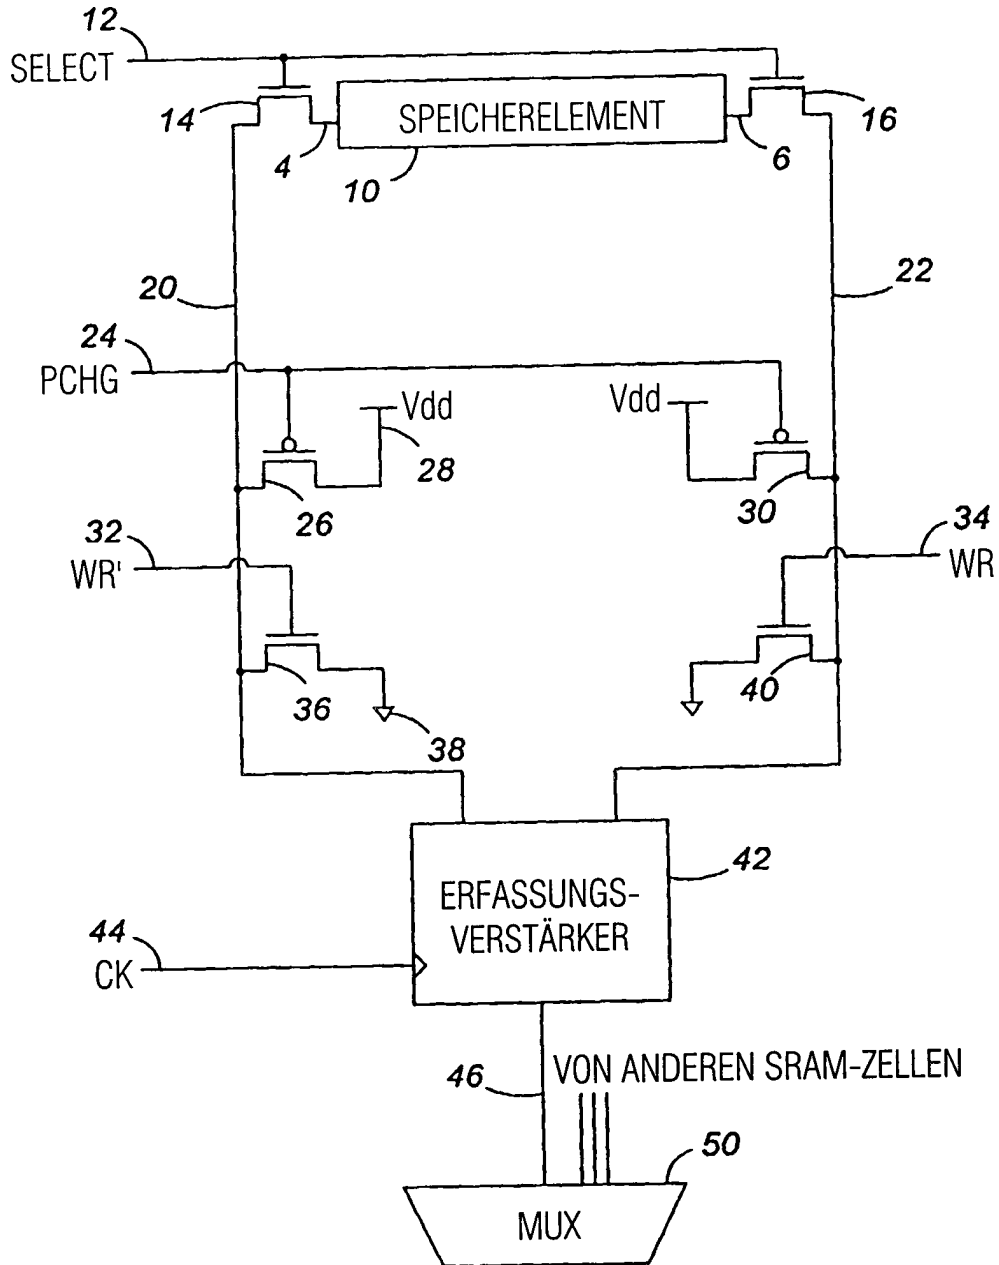 12
SELECT
14
4
SPEICHERELEMENT
10
6
16
20
22
24
PCHG
Vdd
28
Vdd
26
30
32
WR'
34
WR
36
38
40
42
ERFASSUNGS-
VERSTÄRKER
44
CK
46
VON ANDEREN SRAM-ZELLEN
50
MUX